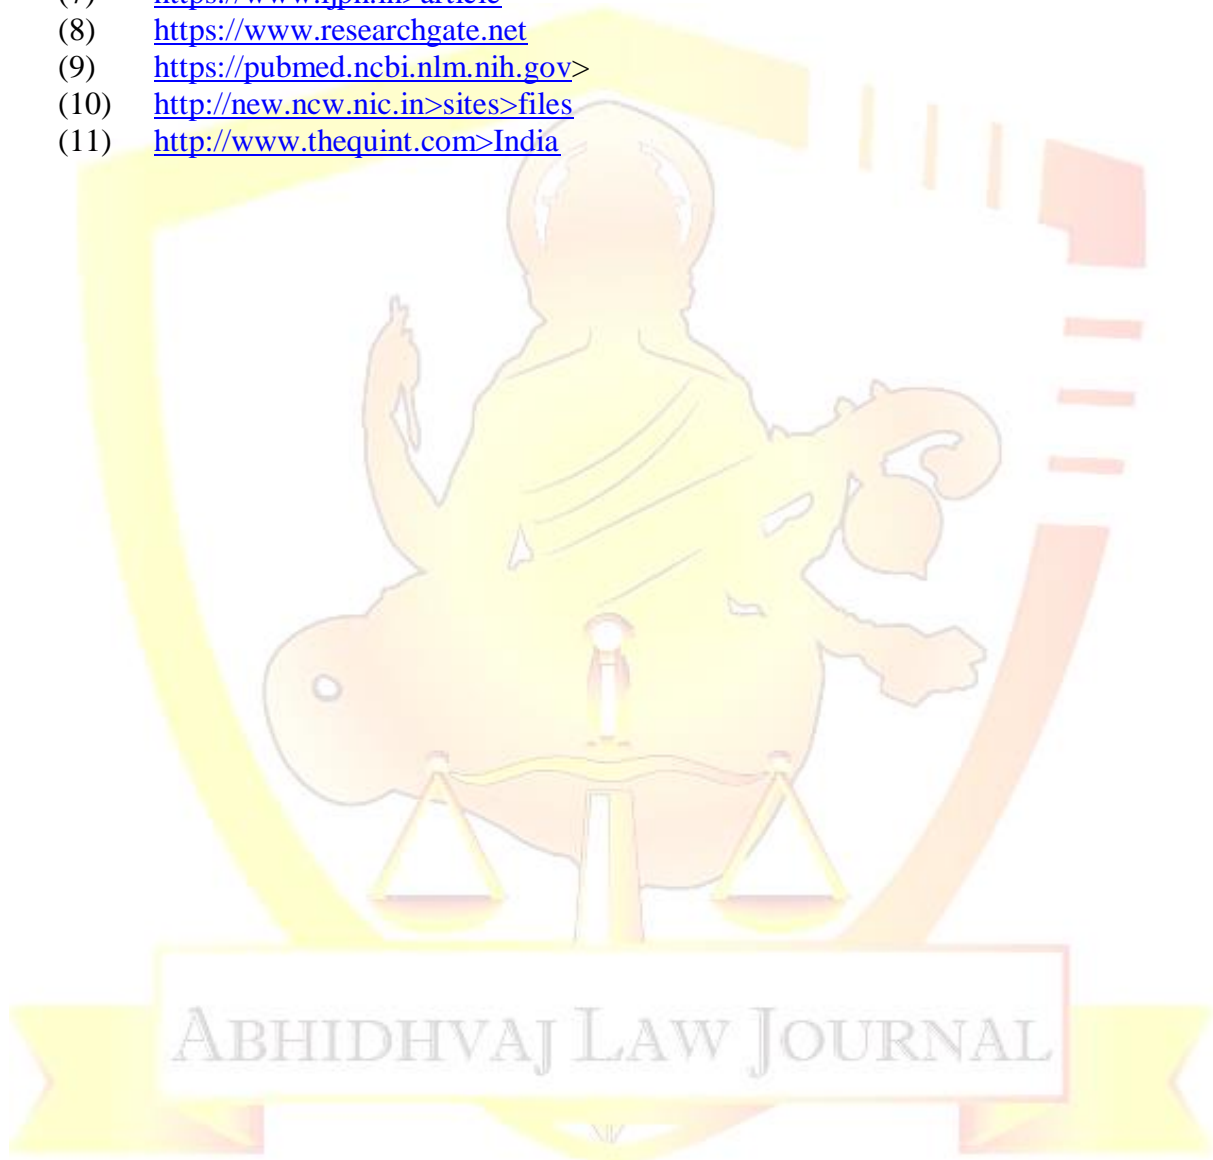 (8) https://www.researchgate.net
(9) https://pubmed.ncbi.nlm.nih.gov>
(10) http://new.ncw.nic.in>sites>files
(11) http://www.thequint.com>India
ABHIDHVAJ LAW JOURNAL